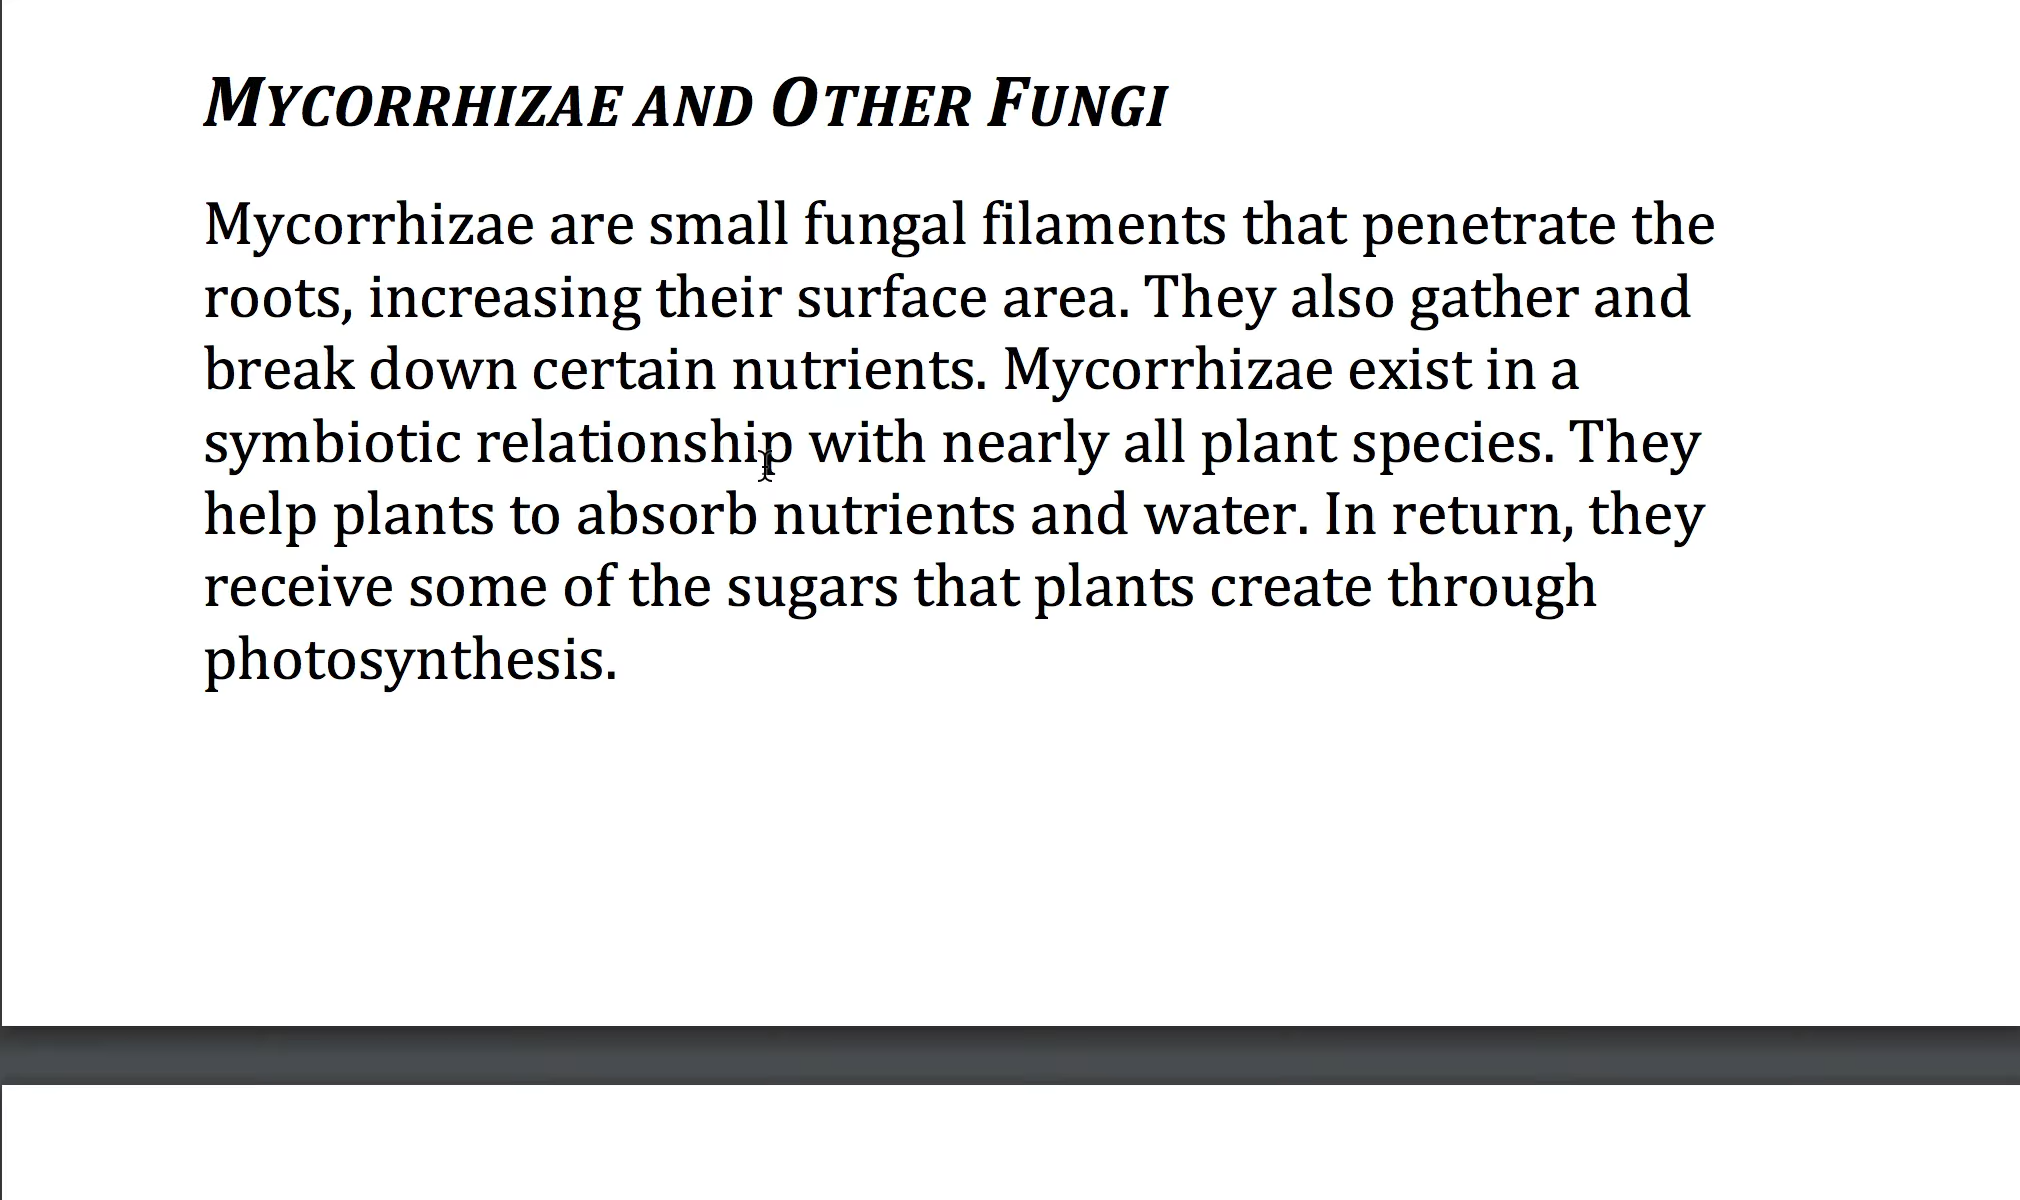 MYCORRHIZAE AND OTHER FUNGI
Mycorrhizae are small fungal filaments that penetrate the
roots, increasing their surface area. They also gather and
break down certain nutrients. Mycorrhizae exist in a
symbiotic relationship with nearly all plant species. They
help plants to absorb nutrients and water. In return, they
receive some of the sugars that plants create through
photosynthesis.